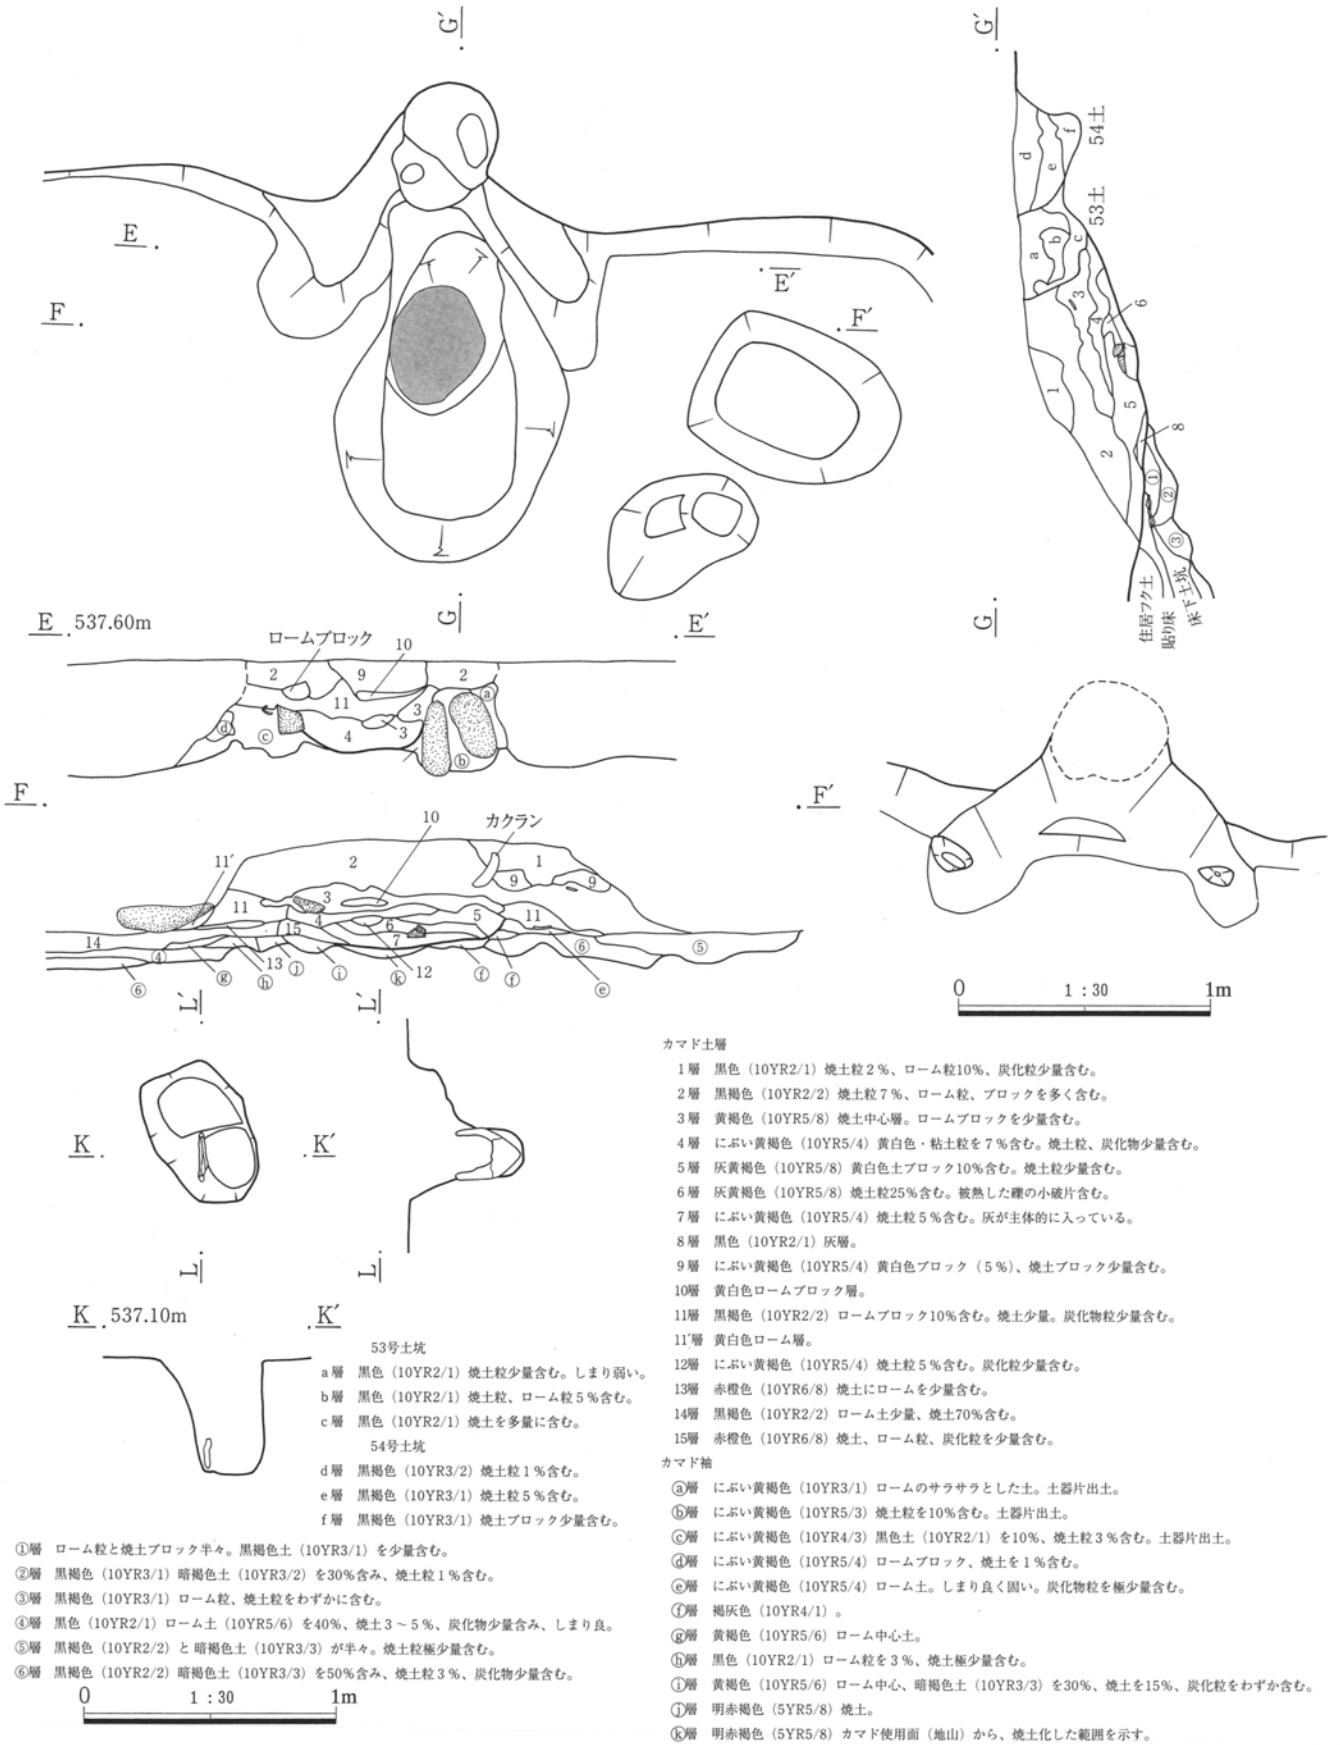 G′
G′
54土
53土
d
e
f
a
b
c
3
4
6
1
5
8
2
①
②
③
E
E′
F
F′
G
G
住居フク土
貼り床
床下土坑
E 537.60m
E′
ロームブロック
10
2
9
2
11
3
3
4
ⓐ
ⓑ
ⓒ
ⓓ
F
F′
10
カクラン
11′
2
1
9
9
3
11
4
15
6
5
11
7
14
④
⑥
⑤
⑥
ⓖ
ⓗ
13
ⓙ
ⓘ
ⓚ
12
ⓕ
ⓕ
ⓔ
0 1:30 1m
L′
L′
K
K′
L
L
K 537.10m
K′
53号土坑
a層 黒色（10YR2/1）焼土粒少量含む。しまり弱い。
b層 黒色（10YR2/1）焼土粒、ローム粒5％含む。
c層 黒色（10YR2/1）焼土を多量に含む。
54号土坑
d層 黒褐色（10YR3/2）焼土粒1％含む。
e層 黒褐色（10YR3/1）焼土粒5％含む。
f層 黒褐色（10YR3/1）焼土ブロック少量含む。
①層 ローム粒と焼土ブロック半々。黒褐色土（10YR3/1）を少量含む。
②層 黒褐色（10YR3/1）暗褐色土（10YR3/2）を30％含み、焼土粒1％含む。
③層 黒褐色（10YR3/1）ローム粒、焼土粒をわずかに含む。
④層 黒色（10YR2/1）ローム土（10YR5/6）を40％、焼土3～5％、炭化物少量含み、しまり良。
⑤層 黒褐色（10YR2/2）と暗褐色土（10YR3/3）が半々。焼土粒極少量含む。
⑥層 黒褐色（10YR2/2）暗褐色土（10YR3/3）を50％含み、焼土粒3％、炭化物少量含む。
0 1:30 1m
カマド土層
1層 黒色（10YR2/1）焼土粒2％、ローム粒10％、炭化粒少量含む。
2層 黒褐色（10YR2/2）焼土粒7％、ローム粒、ブロックを多く含む。
3層 黄褐色（10YR5/8）焼土中心層。ロームブロックを少量含む。
4層 にぶい黄褐色（10YR5/4）黄白色・粘土粒を7％含む。焼土粒、炭化物少量含む。
5層 灰黄褐色（10YR5/8）黄白色土ブロック10％含む。焼土粒少量含む。
6層 灰黄褐色（10YR5/8）焼土粒25％含む。被熱した礫の小破片含む。
7層 にぶい黄褐色（10YR5/4）焼土粒5％含む。灰が主体的に入っている。
8層 黒色（10YR2/1）灰層。
9層 にぶい黄褐色（10YR5/4）黄白色ブロック（5％）、焼土ブロック少量含む。
10層 黄白色ロームブロック層。
11層 黒褐色（10YR2/2）ロームブロック10％含む。焼土少量。炭化物粒少量含む。
11′層 黄白色ローム層。
12層 にぶい黄褐色（10YR5/4）焼土粒5％含む。炭化粒少量含む。
13層 赤橙色（10YR6/8）焼土にロームを少量含む。
14層 黒褐色（10YR2/2）ローム土少量、焼土70％含む。
15層 赤橙色（10YR6/8）焼土、ローム粒、炭化粒を少量含む。
カマド袖
ⓐ層 にぶい黄褐色（10YR3/1）ロームのサラサラとした土。土器片出土。
ⓑ層 にぶい黄褐色（10YR5/3）焼土粒を10％含む。土器片出土。
ⓒ層 にぶい黄褐色（10YR4/3）黒色土（10YR2/1）を10％、焼土粒3％含む。土器片出土。
ⓓ層 にぶい黄褐色（10YR5/4）ロームブロック、焼土を1％含む。
ⓔ層 にぶい黄褐色（10YR5/4）ローム土。しまり良く固い。炭化物粒を極少量含む。
ⓕ層 褐灰色（10YR4/1）。
ⓖ層 黄褐色（10YR5/6）ローム中心土。
ⓗ層 黒色（10YR2/1）ローム粒を3％、焼土極少量含む。
ⓘ層 黄褐色（10YR5/6）ローム中心、暗褐色土（10YR3/3）を30％、焼土を15％、炭化粒をわずか含む。
ⓙ層 明赤褐色（5YR5/8）焼土。
ⓚ層 明赤褐色（5YR5/8）カマド使用面（地山）から、焼土化した範囲を示す。